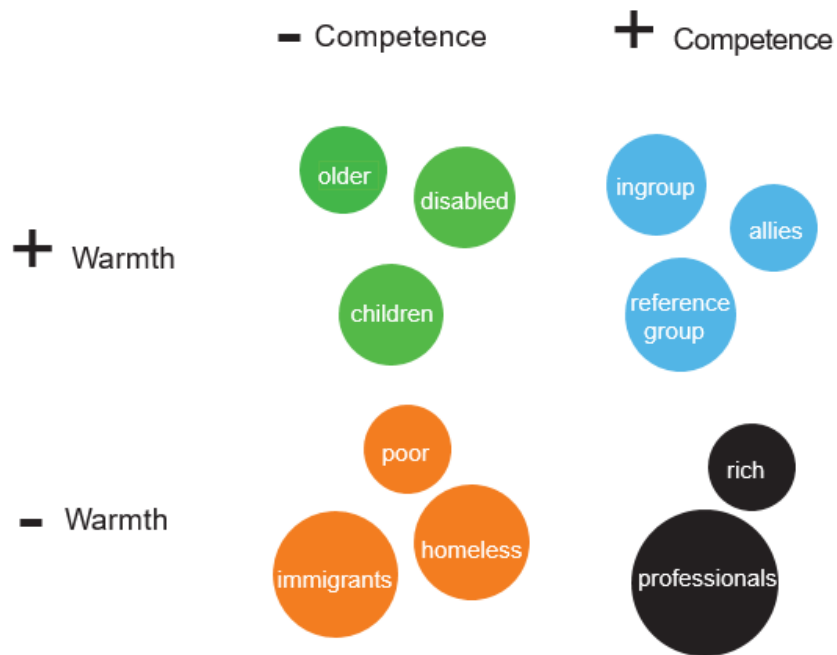 - Competence
+ Competence
+ Warmth
older
disabled
children
ingroup
allies
reference
group
- Warmth
poor
homeless
immigrants
rich
professionals